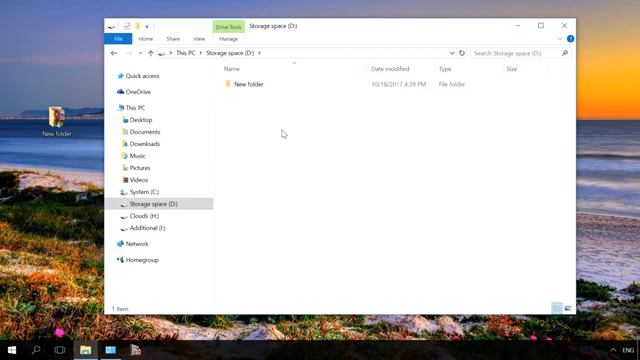 Drive Tools
Storage space (D:)
File
Home
Share
View
Manage
This PC
Storage space (D:)
Search Storage space (D:)
Name
Date modified
Type
Size
New folder
10/18/2017 4:39 PM
File folder
Quick access
OneDrive
This PC
Desktop
Documents
Downloads
Music
Pictures
Videos
System (C:)
Storage space (D:)
Clouds (H:)
Additional (I:)
Network
Homegroup
1 item
New folder
ENG